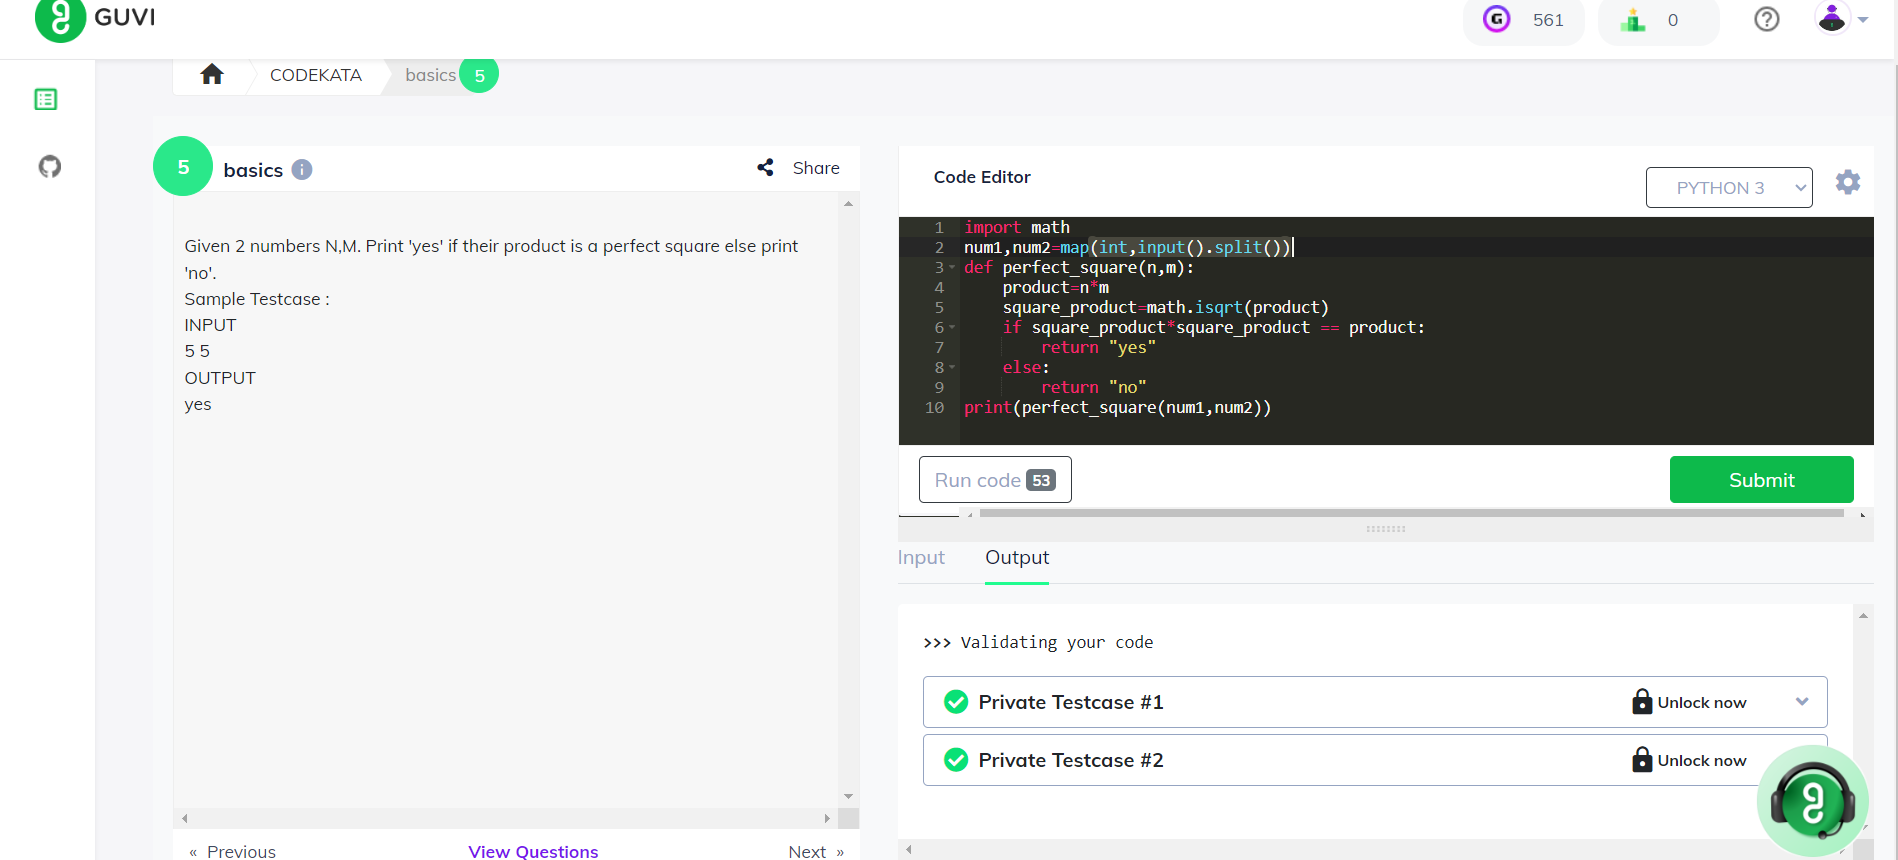 GUVI
561
0
CODEKATA
basics 5
5 basics
Share
Given 2 numbers N,M. Print 'yes' if their product is a perfect square else print
'no'.
Sample Testcase :
INPUT
5 5
OUTPUT
yes
« Previous
View Questions
Next »
Code Editor
PYTHON 3
1 import math
2 num1,num2=map(int,input().split())
3 def perfect_square(n,m):
4     product=n*m
5     square_product=math.isqrt(product)
6     if square_product*square_product == product:
7         return "yes"
8     else:
9         return "no"
10 print(perfect_square(num1,num2))
Run code 53
Submit
Input
Output
>>> Validating your code
Private Testcase #1
Unlock now
Private Testcase #2
Unlock now